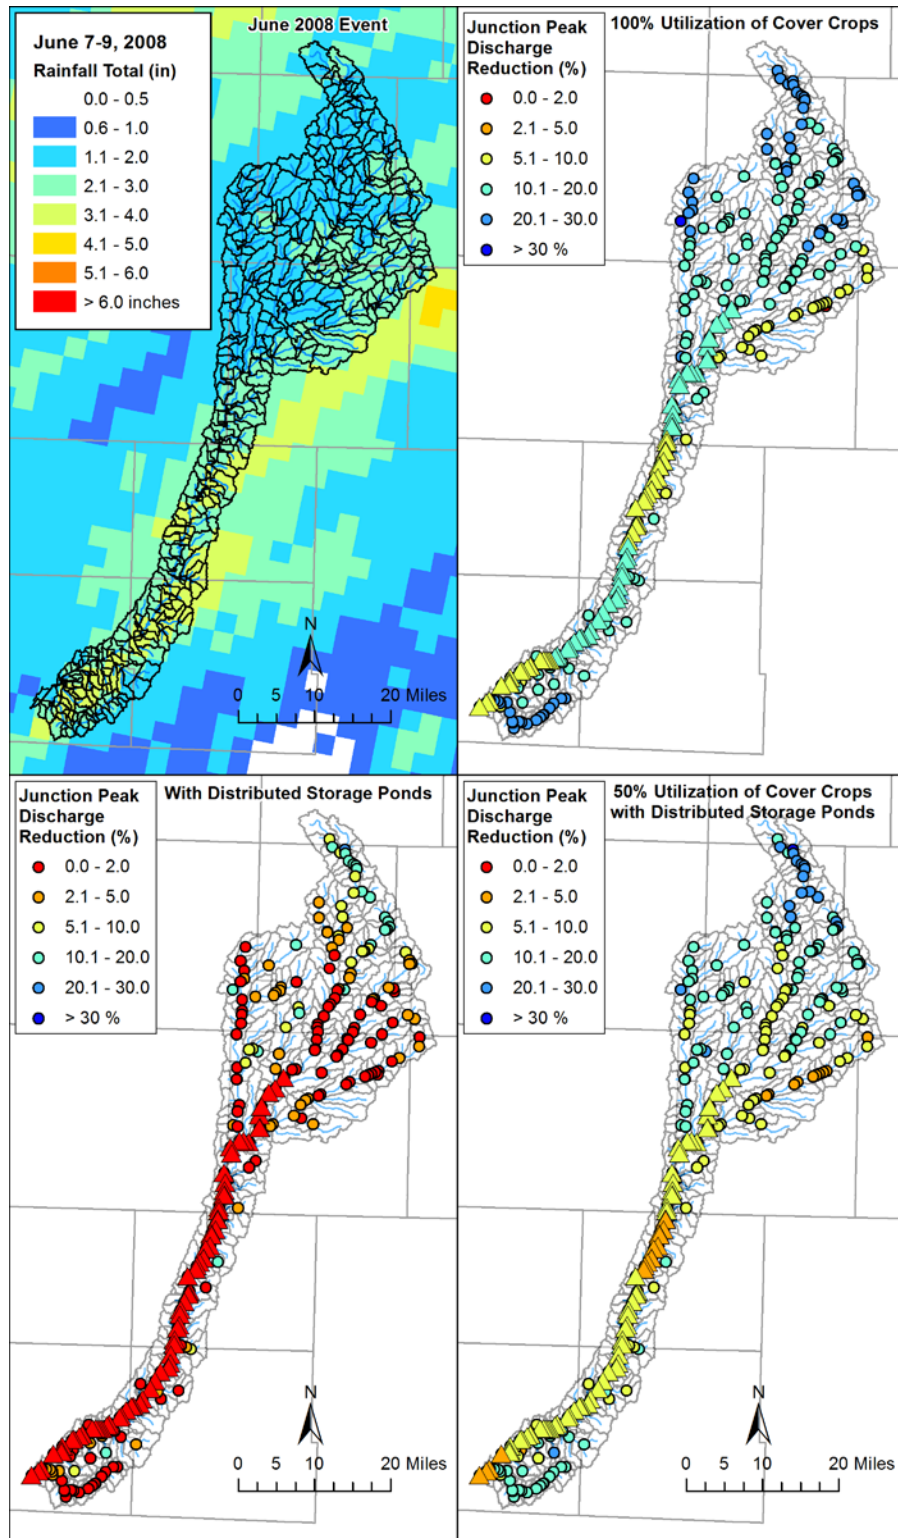 June 2008 Event
June 7-9, 2008
Rainfall Total (in)
0.0 - 0.5
0.6 - 1.0
1.1 - 2.0
2.1 - 3.0
3.1 - 4.0
4.1 - 5.0
5.1 - 6.0
> 6.0 inches
N
0 5 10 20 Miles
100% Utilization of Cover Crops
Junction Peak
Discharge
Reduction (%)
0.0 - 2.0
2.1 - 5.0
5.1 - 10.0
10.1 - 20.0
20.1 - 30.0
> 30 %
With Distributed Storage Ponds
Junction Peak
Discharge
Reduction (%)
0.0 - 2.0
2.1 - 5.0
5.1 - 10.0
10.1 - 20.0
20.1 - 30.0
> 30 %
N
0 5 10 20 Miles
50% Utilization of Cover Crops
with Distributed Storage Ponds
Junction Peak
Discharge
Reduction (%)
0.0 - 2.0
2.1 - 5.0
5.1 - 10.0
10.1 - 20.0
20.1 - 30.0
> 30 %
N
0 5 10 20 Miles